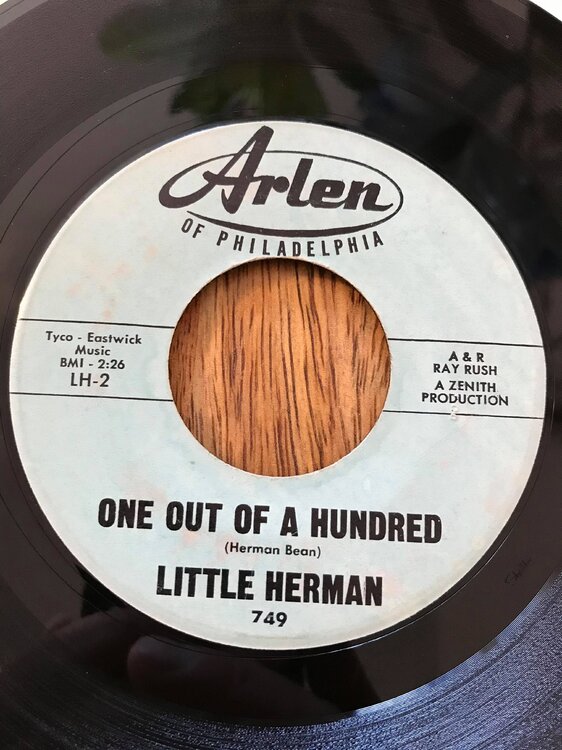 Arlen
OF PHILADELPHIA
Tyco - Eastwick
Music
BMI - 2:26
LH-2
A & R
RAY RUSH
A ZENITH
PRODUCTION
ONE OUT OF A HUNDRED
(Herman Bean)
LITTLE HERMAN
749